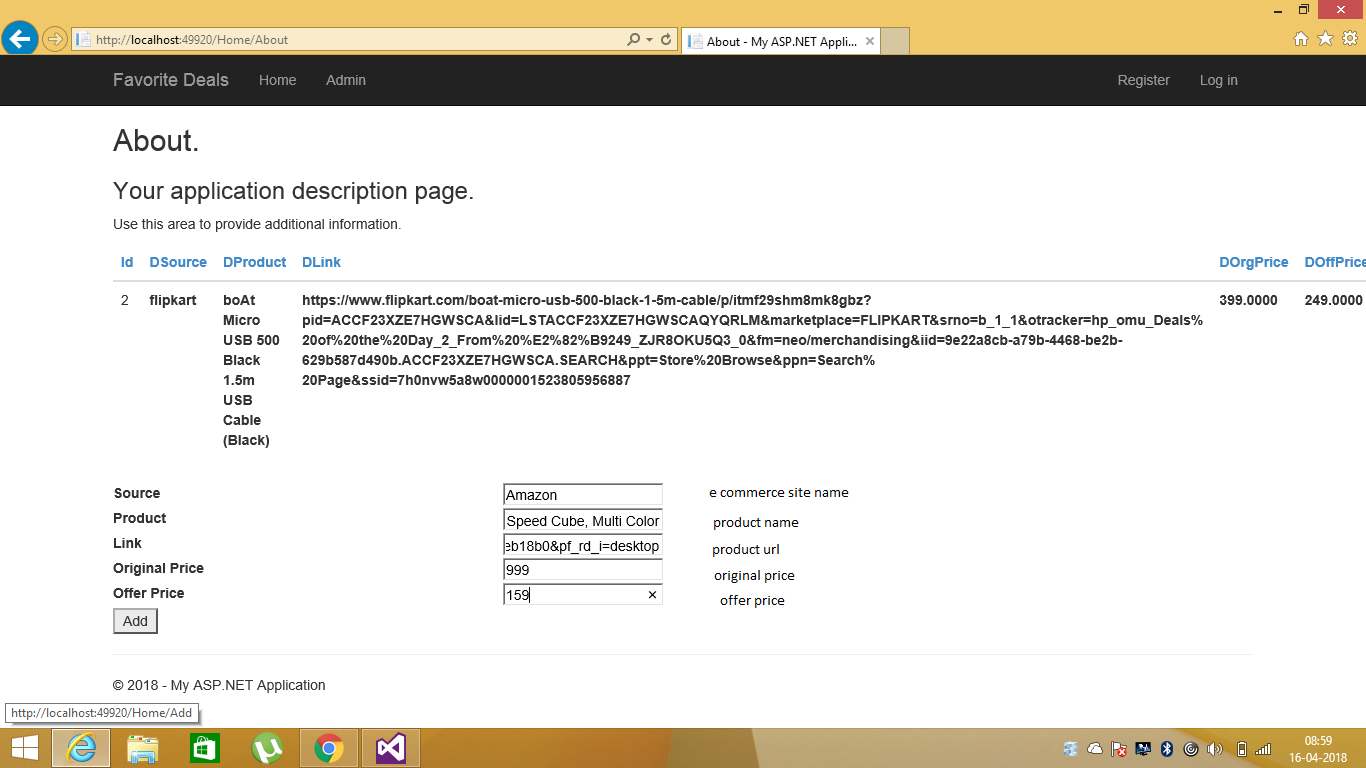 http://localhost:49920/Home/About
About - My ASP.NET Appli...
Favorite Deals Home Admin Register Log in
About.
Your application description page.
Use this area to provide additional information.
Id DSource DProduct DLink DOrgPrice DOffPrice
2 flipkart boAt https://www.flipkart.com/boat-micro-usb-500-black-1-5m-cable/p/itmf29shm8mk8gbz? 399.0000 249.0000
Micro pid=ACCF23XZE7HGWSCA&lid=LSTACCF23XZE7HGWSCAQYQRLM&marketplace=FLIPKART&srno=b_1_1&otracker=hp_omu_Deals%
USB 500 20of%20the%20Day_2_From%20%E2%82%B9249_ZJR8OKU5Q3_0&fm=neo/merchandising&iid=9e22a8cb-a79b-4468-be2b-
Black 629b587d490b.ACCF23XZE7HGWSCA.SEARCH&ppt=Store%20Browse&ppn=Search%
1.5m 20Page&ssid=7h0nvw5a8w0000001523805956887
USB
Cable
(Black)
Source Amazon e commerce site name
Product Speed Cube, Multi Color product name
Link eb18b0&pf_rd_i=desktop product url
Original Price 999 original price
Offer Price 159 offer price
Add
© 2018 - My ASP.NET Application
http://localhost:49920/Home/Add
08:59
16-04-2018